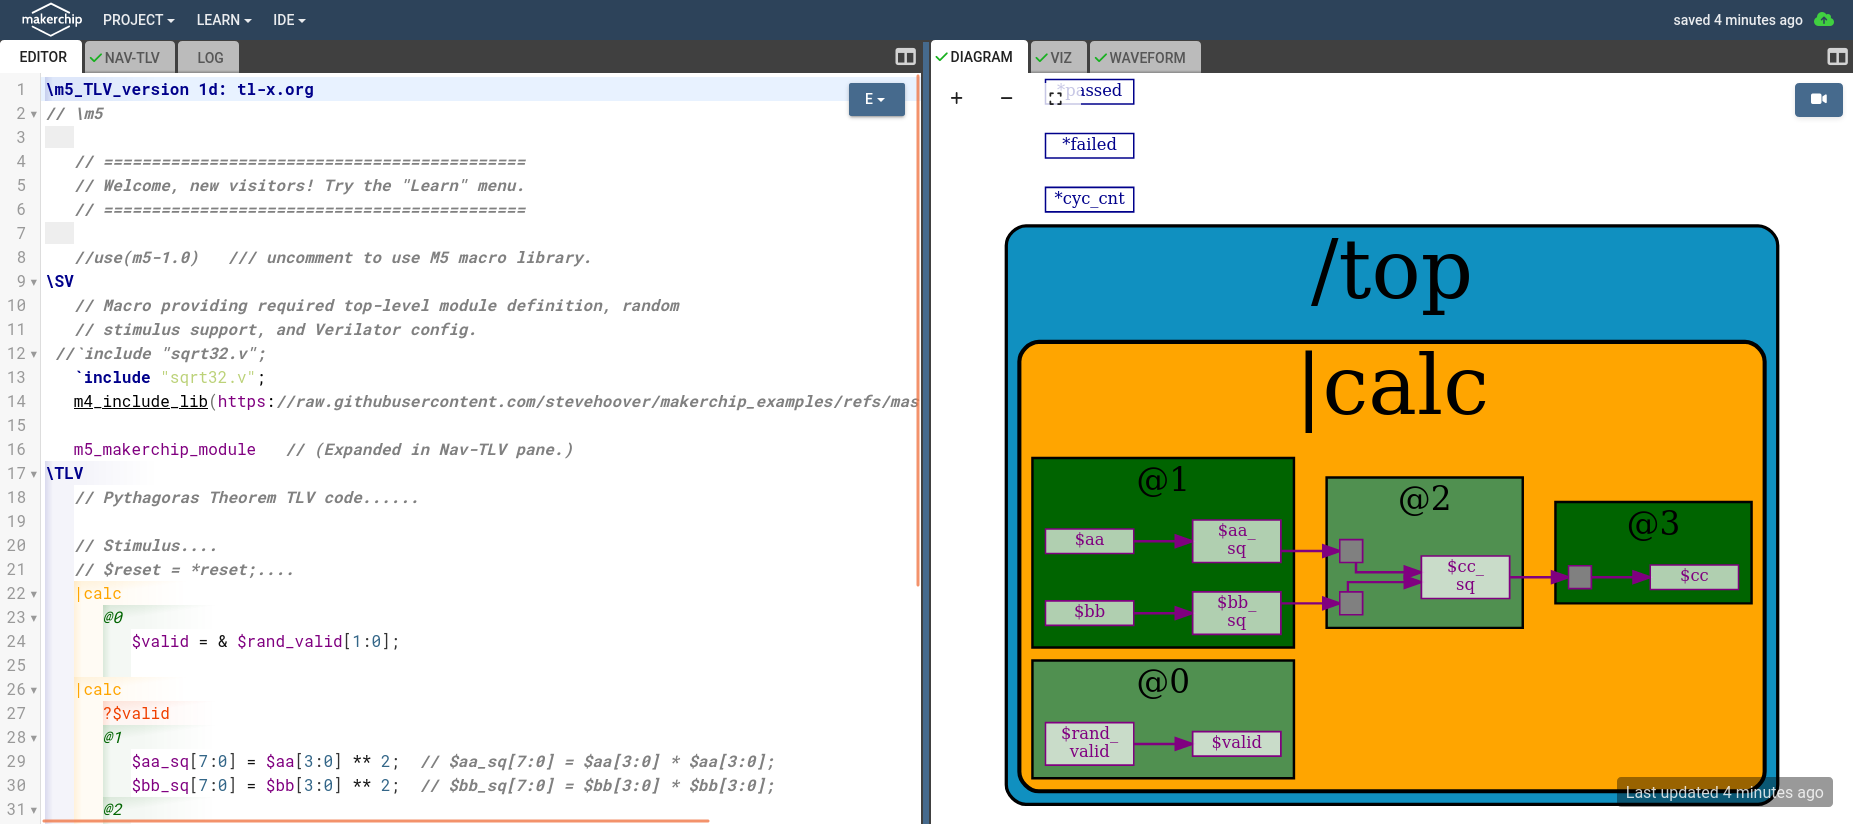 makerchip PROJECT LEARN IDE saved 4 minutes ago
EDITOR NAV-TLV LOG
1 \m5_TLV_version 1d: tl-x.org
E
2 // \m5
3
4 // ============================================
5 // Welcome, new visitors! Try the "Learn" menu.
6 // ============================================
7
8 //use(m5-1.0)   /// uncomment to use M5 macro library.
9 \SV
10 // Macro providing required top-level module definition, random
11 // stimulus support, and Verilator config.
12 //`include "sqrt32.v";
13 `include "sqrt32.v";
14 m4_include_lib(https://raw.githubusercontent.com/stevehoover/makerchip_examples/refs/mas
15
16 m5_makerchip_module   // (Expanded in Nav-TLV pane.)
17 \TLV
18 // Pythagoras Theorem TLV code......
19
20 // Stimulus....
21 // $reset = *reset;....
22 |calc
23 @0
24 $valid = & $rand_valid[1:0];
25
26 |calc
27 ?$valid
28 @1
29 $aa_sq[7:0] = $aa[3:0] ** 2;  // $aa_sq[7:0] = $aa[3:0] * $aa[3:0];
30 $bb_sq[7:0] = $bb[3:0] ** 2;  // $bb_sq[7:0] = $bb[3:0] * $bb[3:0];
31 @2
DIAGRAM VIZ WAVEFORM
+ −
*passed
*failed
*cyc_cnt
/top
|calc
@1
$aa
$aa_
sq
$bb
$bb_
sq
@2
$cc_
sq
@3
$cc
@0
$rand_
valid
$valid
Last updated 4 minutes ago